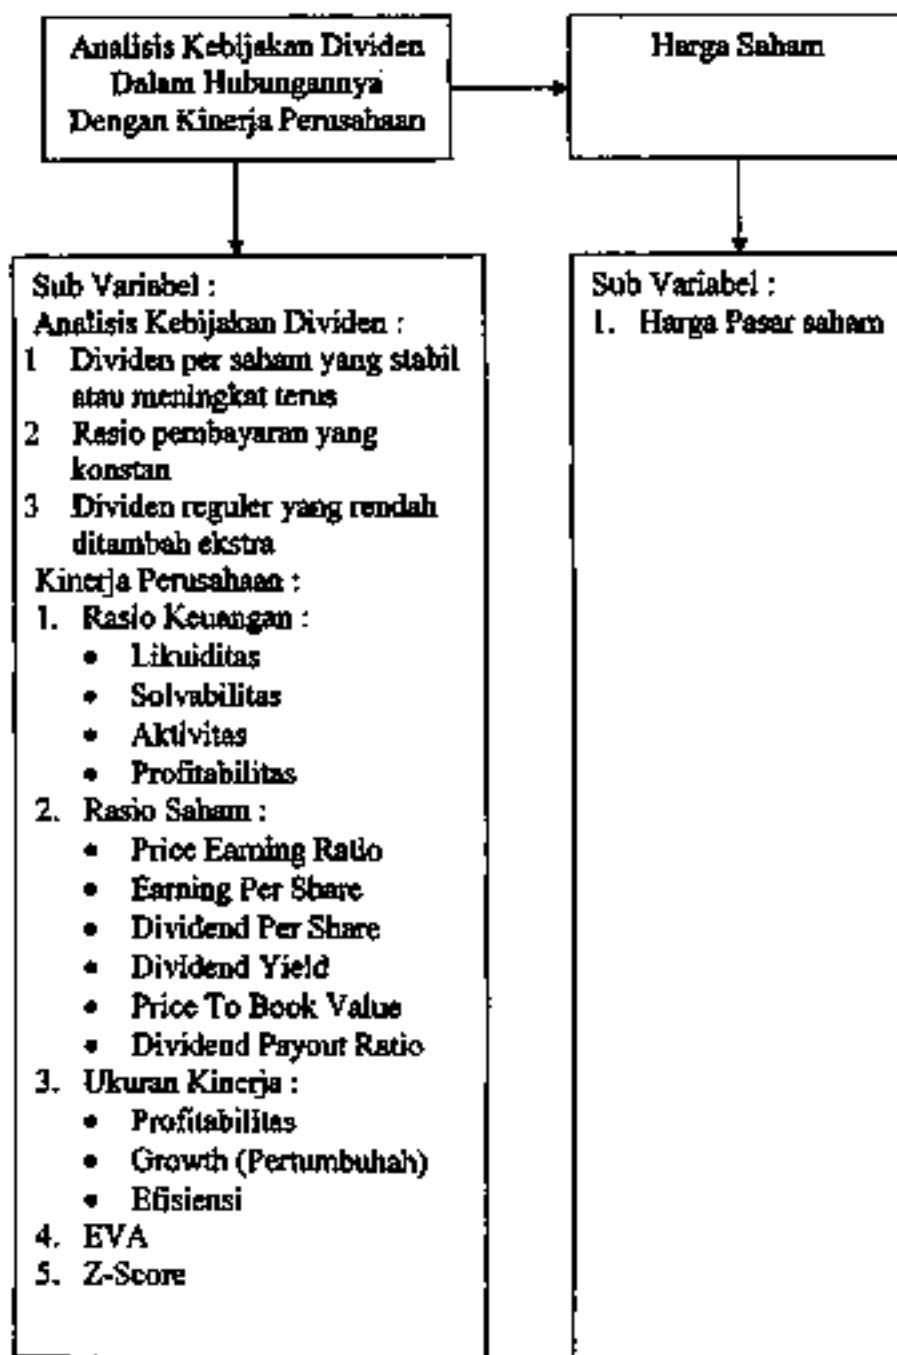 Analisis Kebijakan Dividen
Dalam Hubungannya
Dengan Kinerja Perusahaan
Harga Saham
Sub Variabel :
Analisis Kebijakan Dividen :
1 Dividen per saham yang stabil
atau meningkat terus
2 Rasio pembayaran yang
konstan
3 Dividen reguler yang rendah
ditambah ekstra
Kinerja Perusahaan :
1. Rasio Keuangan :
• Likuiditas
• Solvabilitas
• Aktivitas
• Profitabilitas
2. Rasio Saham :
• Price Earning Ratio
• Earning Per Share
• Dividend Per Share
• Dividend Yield
• Price To Book Value
• Dividend Payout Ratio
3. Ukuran Kinerja :
• Profitabilitas
• Growth (Pertumbuhah)
• Efisiensi
4. EVA
5. Z-Score
Sub Variabel :
1. Harga Pasar saham